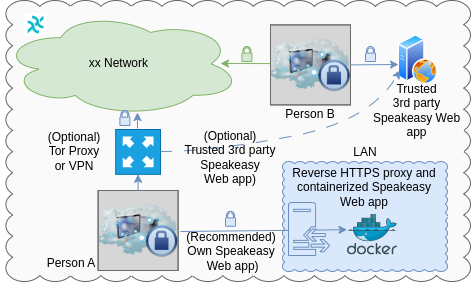 xx Network
Person B
Trusted
3rd party
Speakeasy Web
app
(Optional)
Tor Proxy
or VPN
(Optional)
Trusted 3rd party
Speakeasy
Web app)
LAN
Reverse HTTPS proxy and
containerized Speakeasy
Web app
docker
Person A
(Recommended)
Own Speakeasy
Web app)